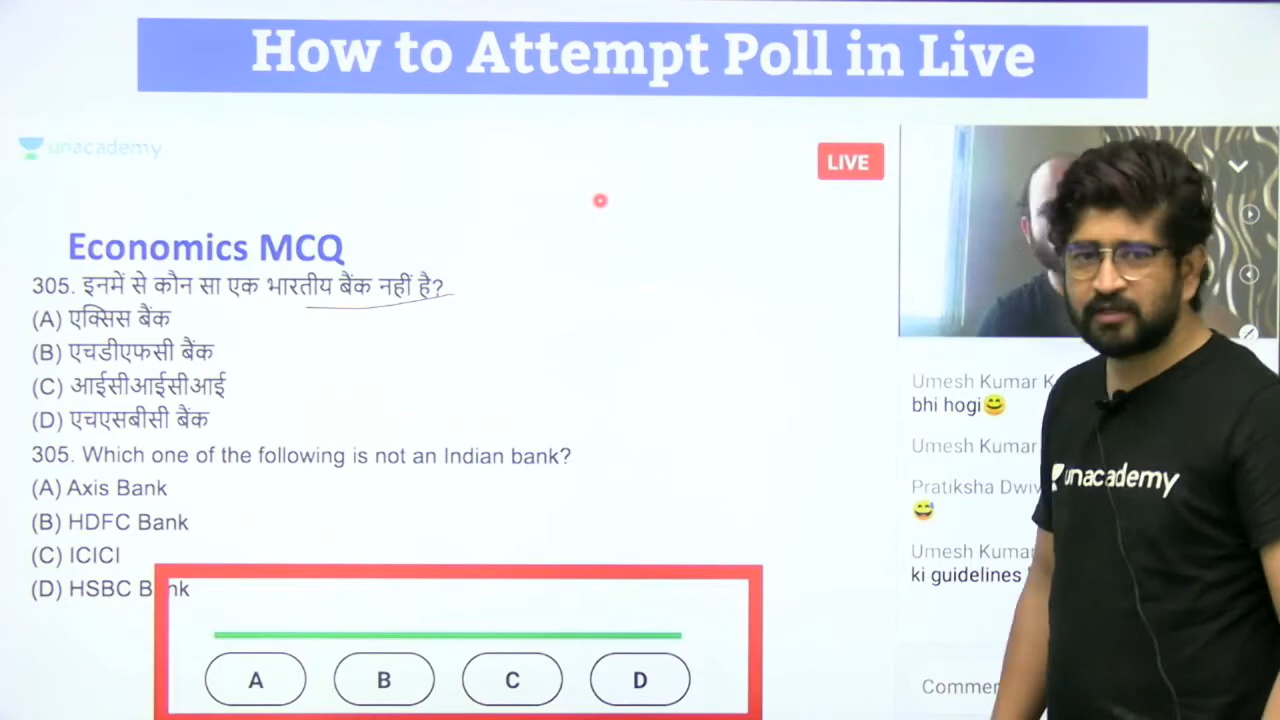 How to Attempt Poll in Live
unacademy
LIVE
Economics MCQ
305. इनमें से कौन सा एक भारतीय बैंक नहीं है?
(A) एक्सिस बैंक
(B) एचडीएफसी बैंक
(C) आईसीआईसीआई
(D) एचएसबीसी बैंक
305. Which one of the following is not an Indian bank?
(A) Axis Bank
(B) HDFC Bank
(C) ICICI
(D) HSBC B nk
A B C D
Umesh Kumar K
bhi hogi😄
Umesh Kumar
Pratiksha Dwiv
😅
Umesh Kumar
ki guidelines
Commen
unacademy